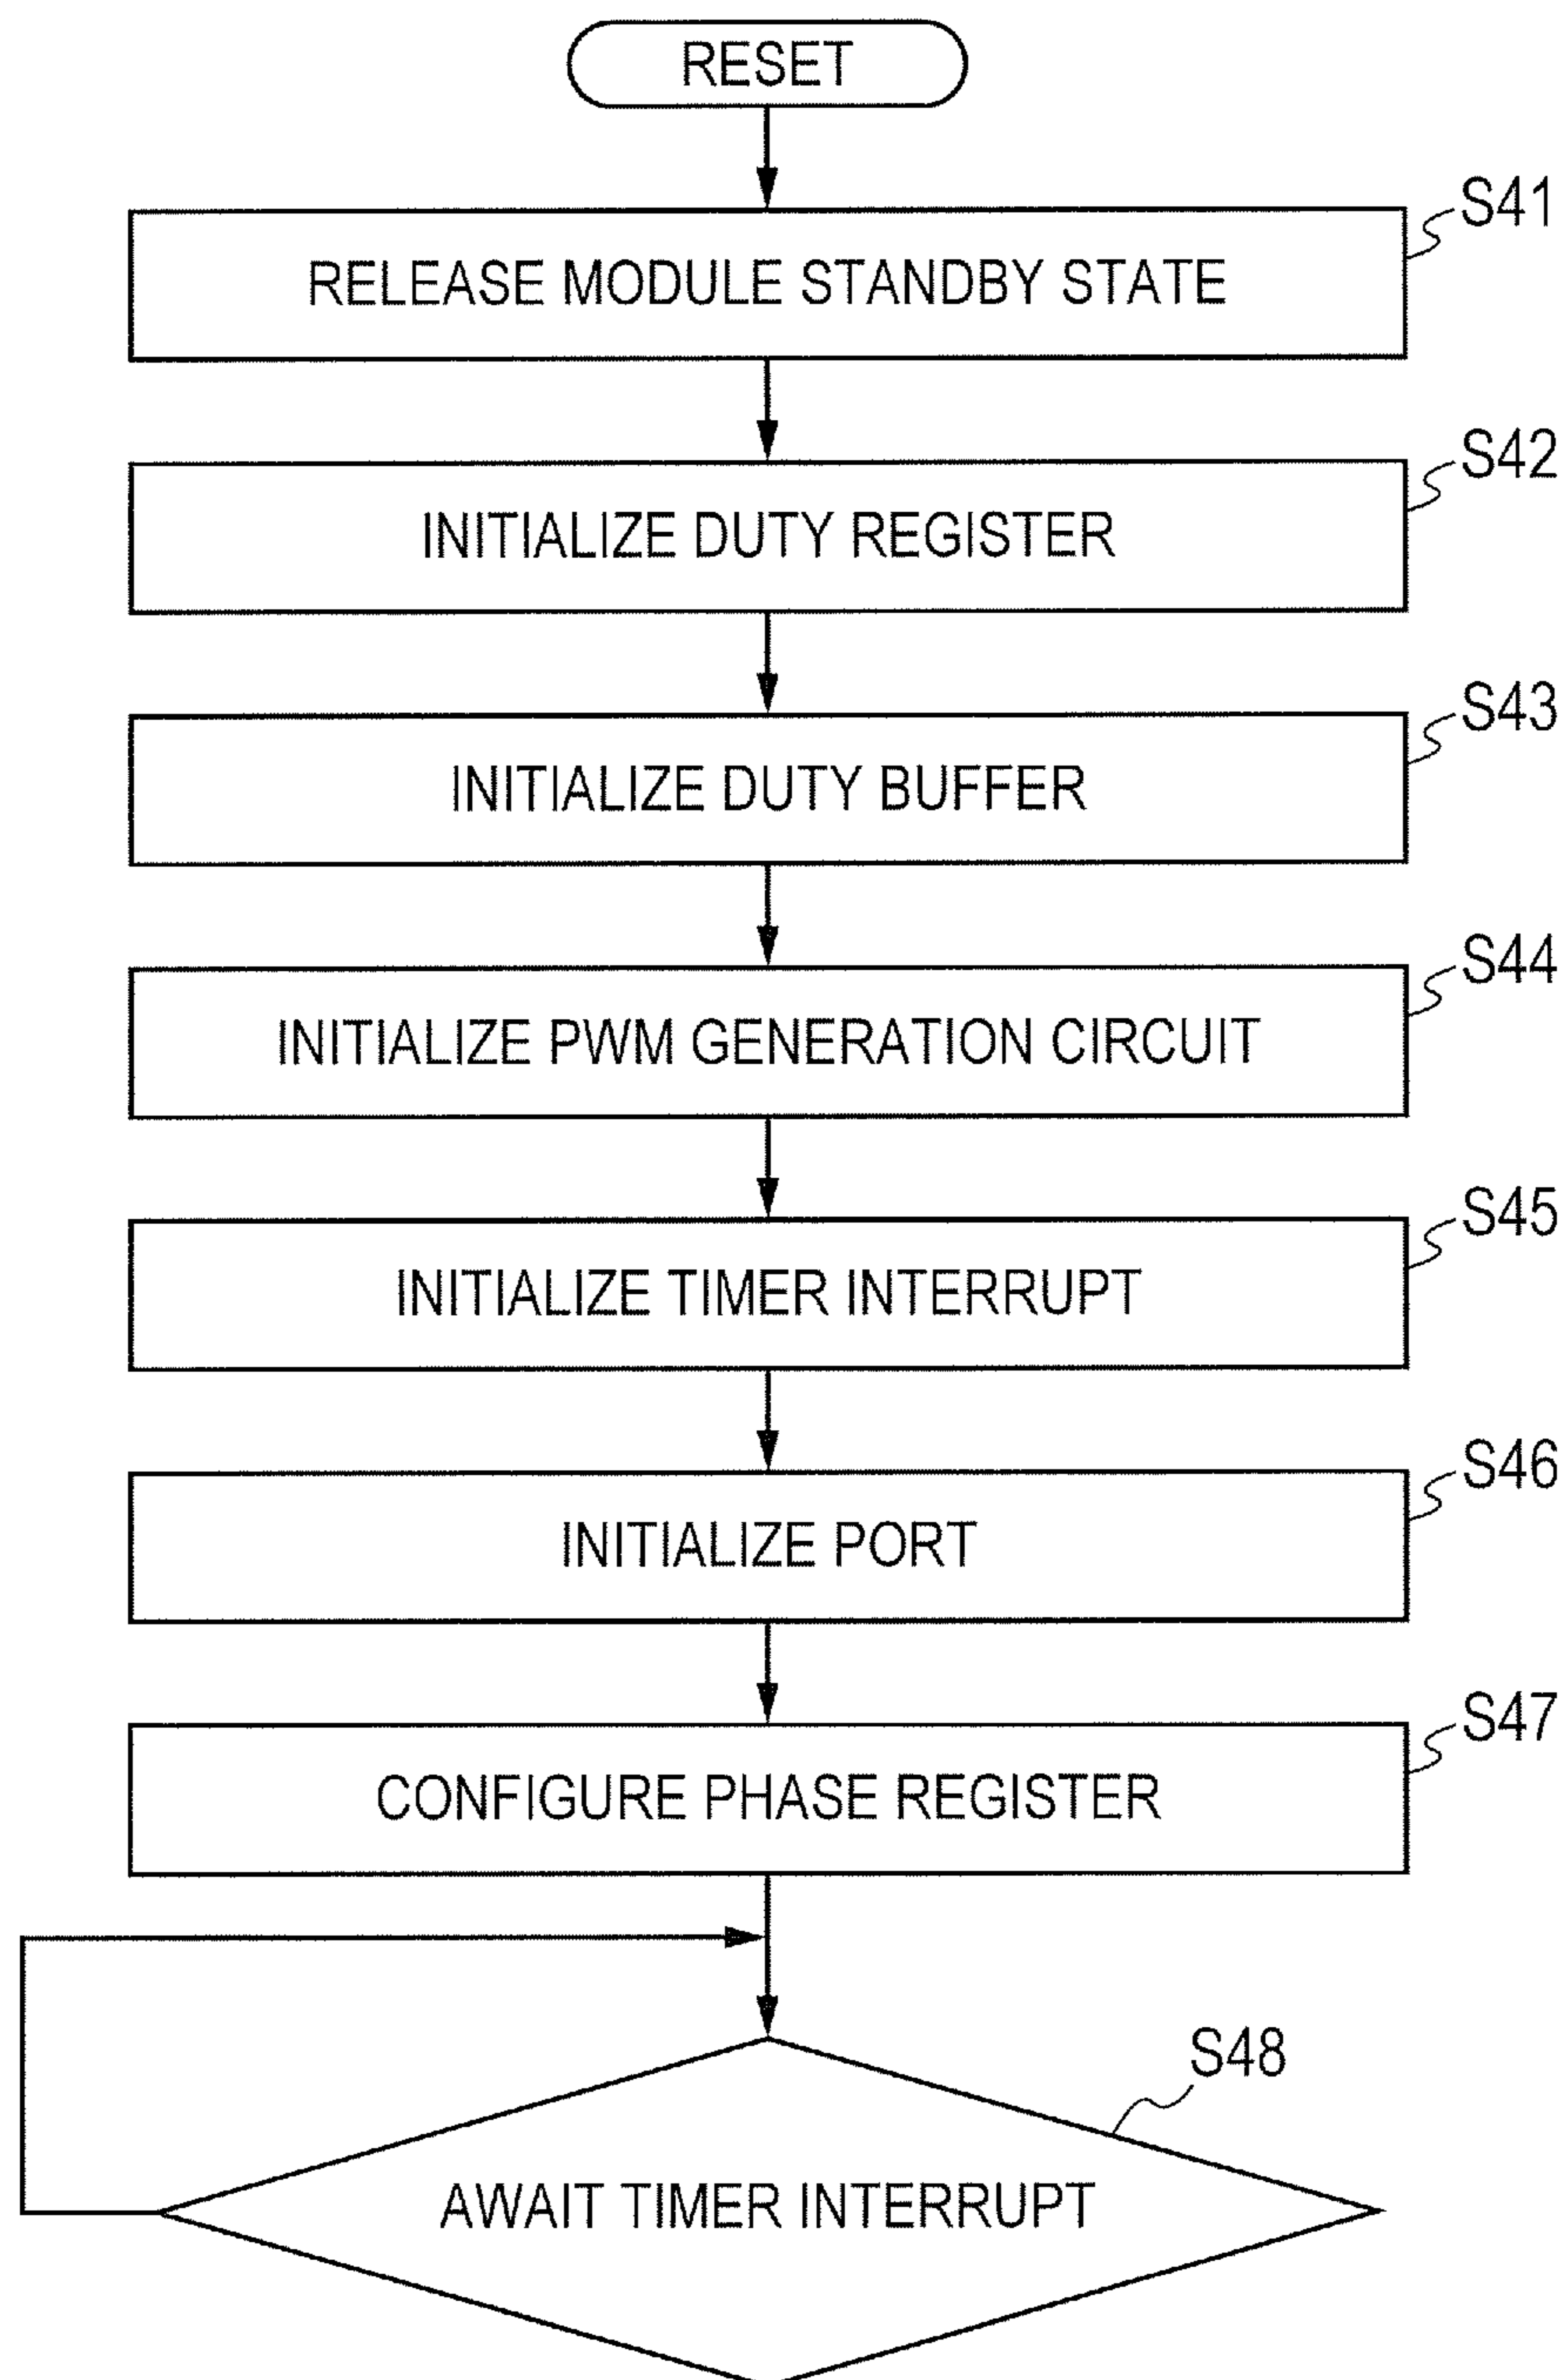 RESET
S41
RELEASE MODULE STANDBY STATE
S42
INITIALIZE DUTY REGISTER
S43
INITIALIZE DUTY BUFFER
S44
INITIALIZE PWM GENERATION CIRCUIT
S45
INITIALIZE TIMER INTERRUPT
S46
INITIALIZE PORT
S47
CONFIGURE PHASE REGISTER
S48
AWAIT TIMER INTERRUPT